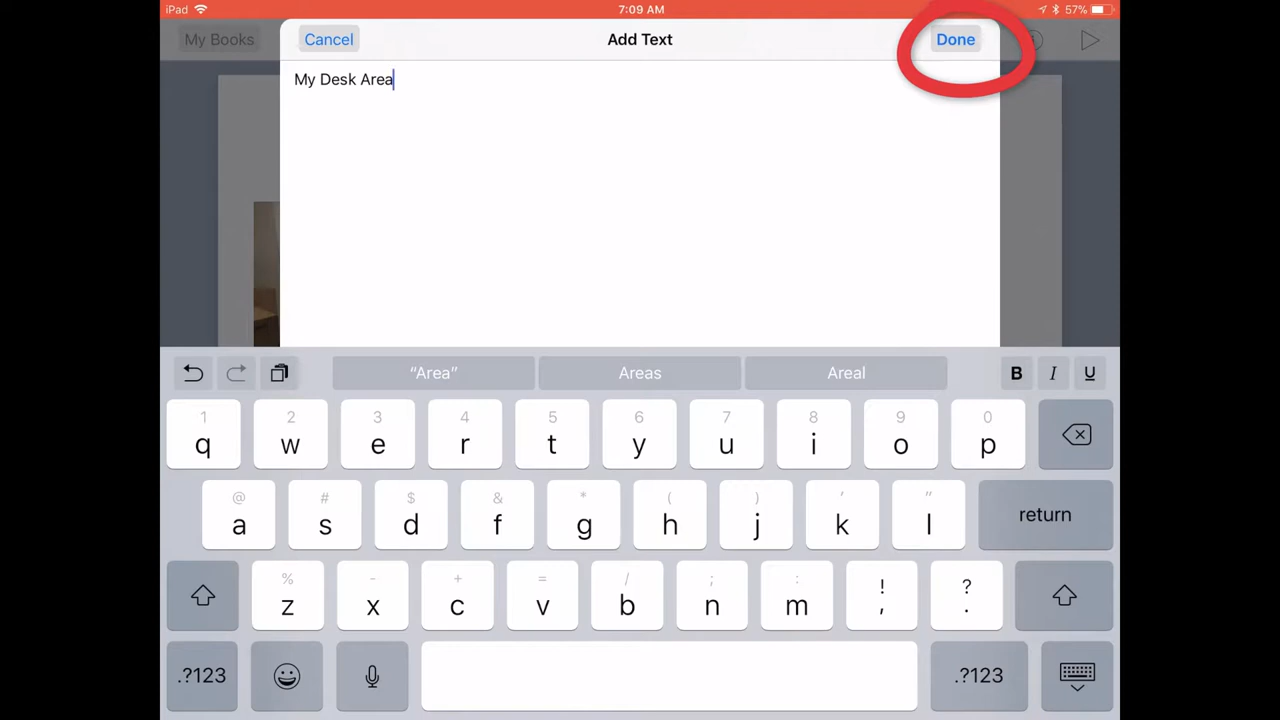 iPad 7:09 AM 57%
My Books Cancel Add Text Done
My Desk Area
“Area” Areas Areal B I U
1 2 3 4 5 6 7 8 9 0
q w e r t y u i o p
@ # $ & * ( ) ' "
a s d f g h j k l return
% - + = / ; : ! ?
z x c v b n m , .
.?123 .?123